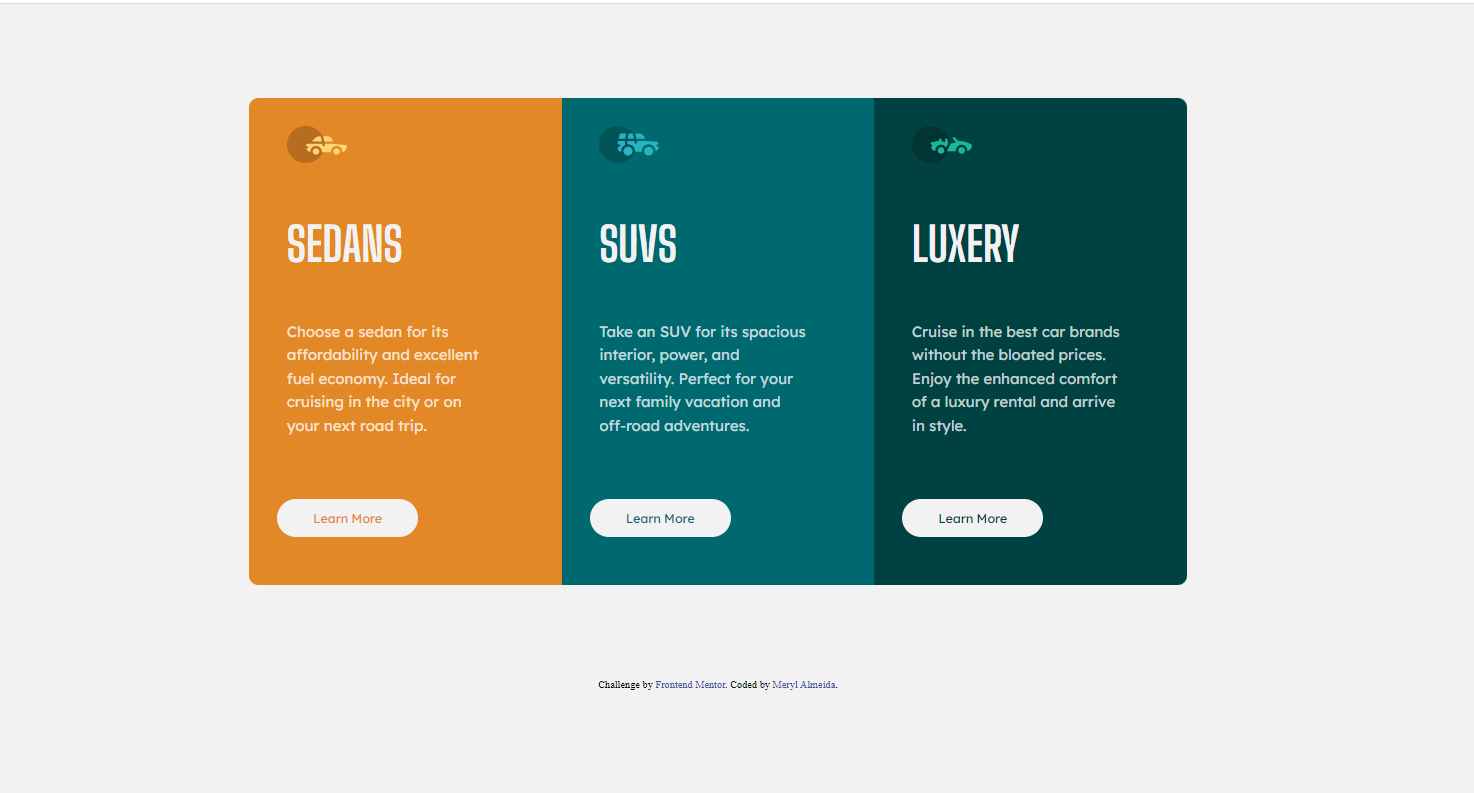 SEDANS
Choose a sedan for its
affordability and excellent
fuel economy. Ideal for
cruising in the city or on
your next road trip.
Learn More
SUVS
Take an SUV for its spacious
interior, power, and
versatility. Perfect for your
next family vacation and
off-road adventures.
Learn More
LUXERY
Cruise in the best car brands
without the bloated prices.
Enjoy the enhanced comfort
of a luxury rental and arrive
in style.
Learn More
Challenge by Frontend Mentor. Coded by Meryl Almeida.